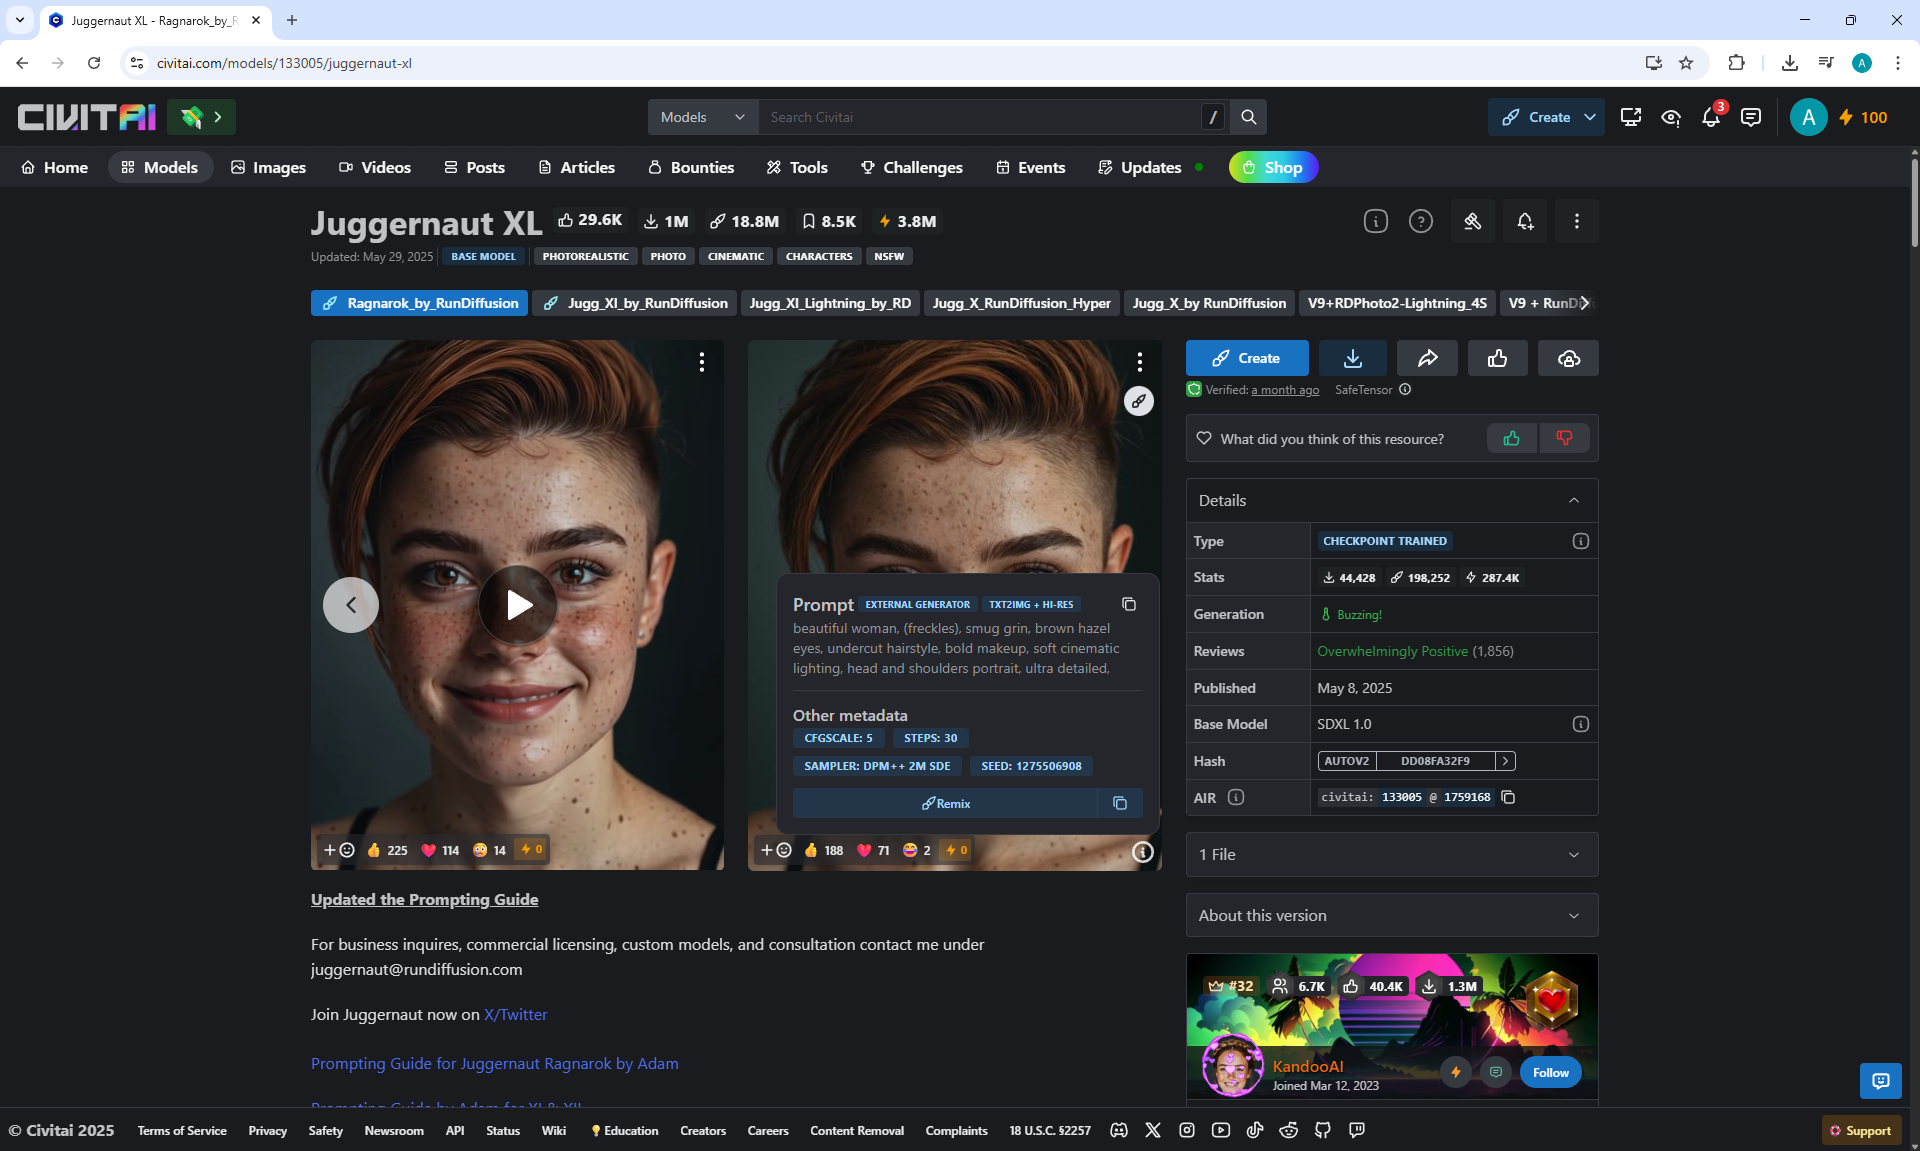 Juggernaut XL - Ragnarok_by_R
civitai.com/models/133005/juggernaut-xl
A
CIVITAI
Models
Search Civitai
/
Create
3
A
100
Home
Models
Images
Videos
Posts
Articles
Bounties
Tools
Challenges
Events
Updates
Shop
Juggernaut XL
29.6K
1M
18.8M
8.5K
3.8M
Updated: May 29, 2025
BASE MODEL
PHOTOREALISTIC
PHOTO
CINEMATIC
CHARACTERS
NSFW
Ragnarok_by_RunDiffusion
Jugg_XI_by_RunDiffusion
Jugg_XI_Lightning_by_RD
Jugg_X_RunDiffusion_Hyper
Jugg_X_by RunDiffusion
V9+RDPhoto2-Lightning_4S
V9 + RunDi
Create
Verified: a month ago
SafeTensor
What did you think of this resource?
Details
Type
CHECKPOINT TRAINED
Stats
44,428
198,252
287.4K
Generation
Buzzing!
Reviews
Overwhelmingly Positive (1,856)
Published
May 8, 2025
Base Model
SDXL 1.0
Hash
AUTOV2
DD08FA32F9
AIR
civitai: 133005 @ 1759168
1 File
About this version
#32
6.7K
40.4K
1.3M
KandooAI
Joined Mar 12, 2023
Follow
Prompt
EXTERNAL GENERATOR
TXT2IMG + HI-RES
beautiful woman, (freckles), smug grin, brown hazel
eyes, undercut hairstyle, bold makeup, soft cinematic
lighting, head and shoulders portrait, ultra detailed,
Other metadata
CFGSCALE: 5
STEPS: 30
SAMPLER: DPM++ 2M SDE
SEED: 1275506908
Remix
225
114
14
0
188
71
2
0
Updated the Prompting Guide
For business inquires, commercial licensing, custom models, and consultation contact me under
juggernaut@rundiffusion.com
Join Juggernaut now on X/Twitter
Prompting Guide for Juggernaut Ragnarok by Adam
Prompting Guide by Adam for XI & XII
© Civitai 2025
Terms of Service
Privacy
Safety
Newsroom
API
Status
Wiki
Education
Creators
Careers
Content Removal
Complaints
18 U.S.C. §2257
Support